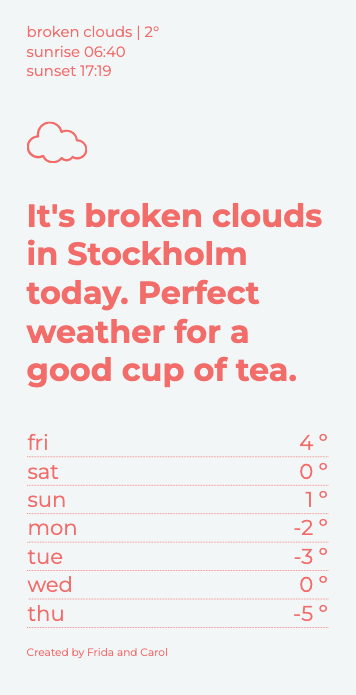 broken clouds | 2°
sunrise 06:40
sunset 17:19
It's broken clouds
in Stockholm
today. Perfect
weather for a
good cup of tea.
fri 4 °
sat 0 °
sun 1 °
mon -2 °
tue -3 °
wed 0 °
thu -5 °
Created by Frida and Carol